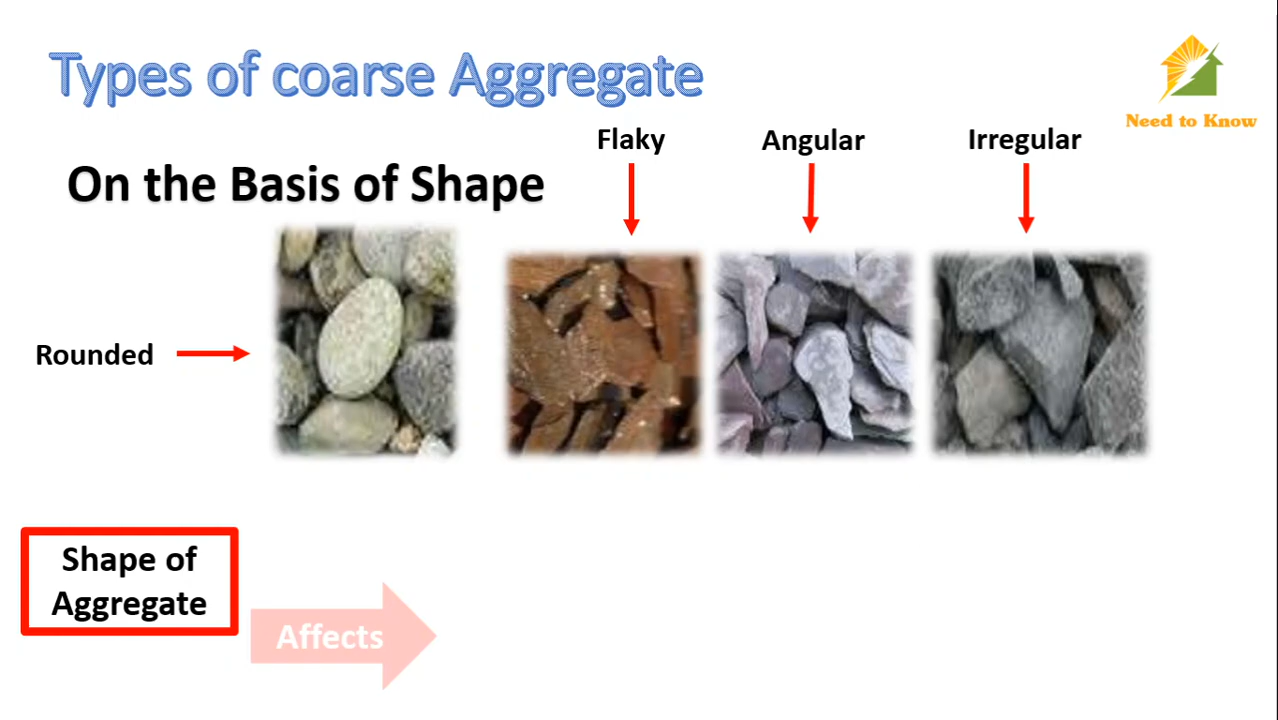 Types of coarse Aggregate
Need to Know
Flaky
Angular
Irregular
On the Basis of Shape
Rounded
Shape of
Aggregate
Affects